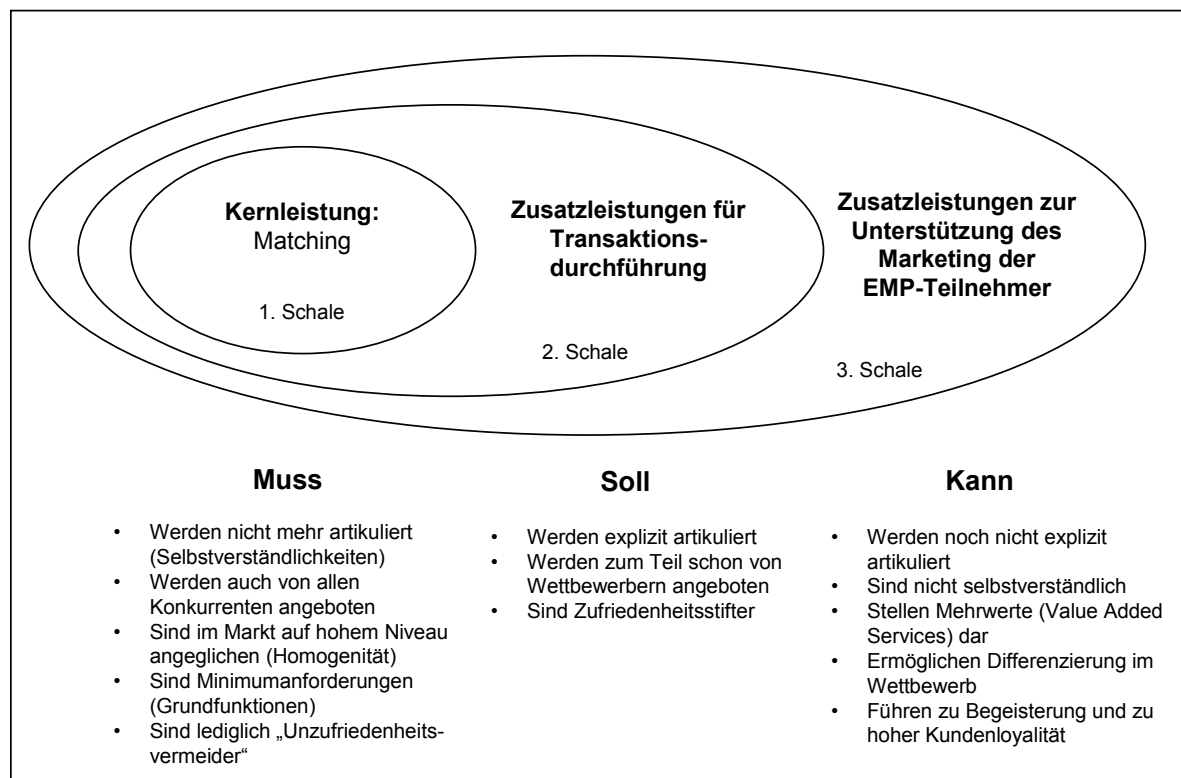 Kernleistung:
Matching
1. Schale
Zusatzleistungen für
Transaktions-
durchführung
2. Schale
Zusatzleistungen zur
Unterstützung des
Marketing der
EMP-Teilnehmer
3. Schale
Muss
• Werden nicht mehr artikuliert
(Selbstverständlichkeiten)
• Werden auch von allen
Konkurrenten angeboten
• Sind im Markt auf hohem Niveau
angeglichen (Homogenität)
• Sind Minimumanforderungen
(Grundfunktionen)
• Sind lediglich „Unzufriedenheits-
vermeider“
Soll
• Werden explizit artikuliert
• Werden zum Teil schon von
Wettbewerbern angeboten
• Sind Zufriedenheitsstifter
Kann
• Werden noch nicht explizit
artikuliert
• Sind nicht selbstverständlich
• Stellen Mehrwerte (Value Added
Services) dar
• Ermöglichen Differenzierung im
Wettbewerb
• Führen zu Begeisterung und zu
hoher Kundenloyalität